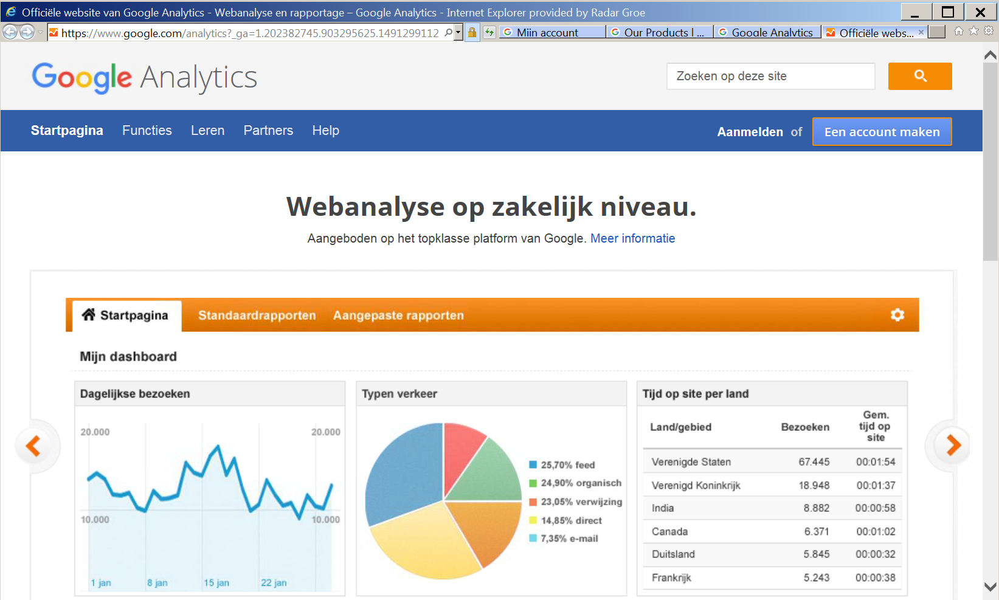 Officiële website van Google Analytics - Webanalyse en rapportage – Google Analytics - Internet Explorer provided by Radar Groe
https://www.google.com/analytics?_ga=1.202382745.903295625.1491299112
Mijn account
Our Products | ...
Google Analytics
Officiële webs...
Google Analytics
Zoeken op deze site
Startpagina Functies Leren Partners Help
Aanmelden of Een account maken
Webanalyse op zakelijk niveau.
Aangeboden op het topklasse platform van Google. Meer informatie
Startpagina Standaardrapporten Aangepaste rapporten
Mijn dashboard
Dagelijkse bezoeken
20.000 20.000
10.000 10.000
1 jan 8 jan 15 jan 22 jan
Typen verkeer
25,70% feed
24,90% organisch
23,05% verwijzing
14,85% direct
7,35% e-mail
Tijd op site per land
Land/gebied Bezoeken Gem. tijd op site
Verenigde Staten 67.445 00:01:54
Verenigd Koninkrijk 18.948 00:01:37
India 8.882 00:00:58
Canada 6.371 00:01:02
Duitsland 5.845 00:00:32
Frankrijk 5.243 00:00:38